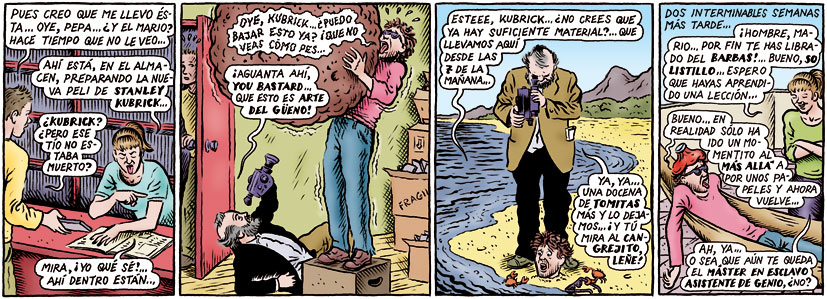 PUES CREO QUE ME LLEVO ÉS-
TA... OYE, PEPA... ¿Y EL MARIO?
HACE TIEMPO QUE NO LE VEO...
AHÍ ESTÁ, EN EL ALMA-
CÉN, PREPARANDO LA NUE-
VA PELI DE STANLEY
KUBRICK...
¿KUBRICK?
¿PERO ESE
TÍO NO ES-
TABA
MUERTO?
MIRA, ¡YO QUÉ SÉ!...
AHÍ DENTRO ESTÁN...
OYE, KUBRICK... ¿PUEDO
BAJAR ESTO YA? ¡QUE NO
VEAS CÓMO PES...
¡AGUANTA AHÍ,
YOU BASTARD...
QUE ESTO ES ARTE
DEL GÜENO!
FRAGIL
ESTEEE, KUBRICK... ¿NO CREES QUE
YA HAY SUFICIENTE MATERIAL?... QUE
LLEVAMOS AQUÍ
DESDE LAS
7 DE LA
MAÑANA...
YA, YA...
UNA DOCENA
DE TOMITAS
MÁS Y LO DEJA-
MOS... ¡Y TÚ
MIRA AL CAN-
GREJITO,
LEÑE!
DOS INTERMINABLES SEMANAS
MÁS TARDE...
¡HOMBRE, MA-
RIO... POR FIN TE HAS LIBRA-
DO DEL BARBAS!... BUENO, SO
LISTILLO... ESPERO
QUE HAYAS APRENDI-
DO UNA LECCIÓN...
BUENO... EN
REALIDAD SÓLO HA
IDO UN MO-
MENTITO AL
MÁS ALLÁ A
POR UNOS PA-
PELES Y AHORA
VUELVE...
AH, YA...
O SEA, QUE AÚN TE QUEDA
EL MÁSTER EN ESCLAVO
ASISTENTE DE GENIO, ¿NO?